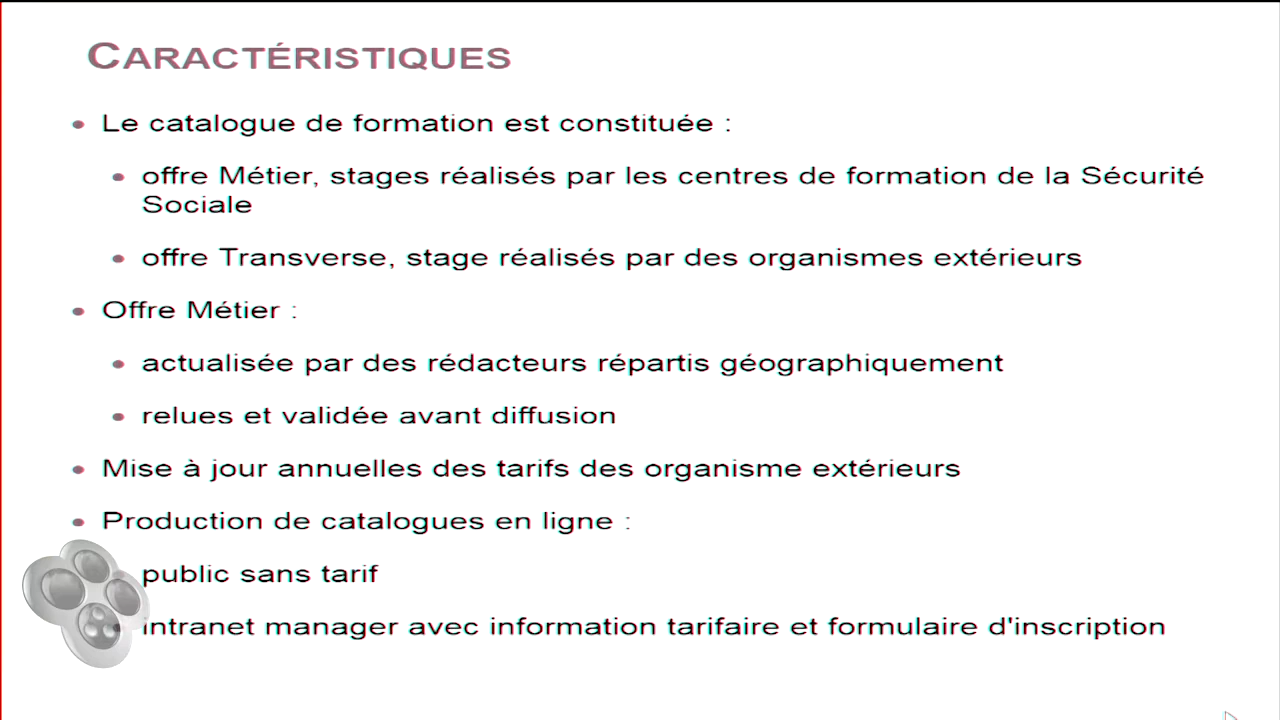 CARACTÉRISTIQUES
Le catalogue de formation est constituée :
offre Métier, stages réalisés par les centres de formation de la Sécurité
Sociale
offre Transverse, stage réalisés par des organismes extérieurs
Offre Métier :
actualisée par des rédacteurs répartis géographiquement
relues et validée avant diffusion
Mise à jour annuelles des tarifs des organisme extérieurs
Production de catalogues en ligne :
public sans tarif
intranet manager avec information tarifaire et formulaire d'inscription